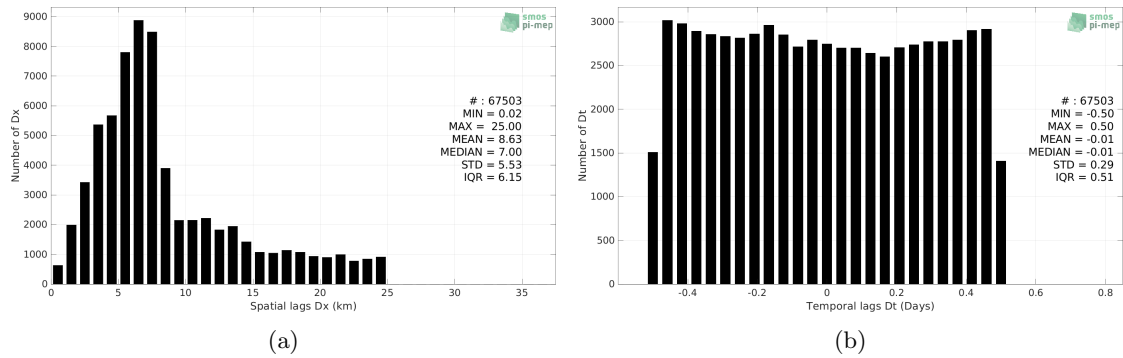 9000
8000
7000
6000
5000
4000
3000
2000
1000
0
Number of Dx
0 5 10 15 20 25 30 35
Spatial lags Dx (km)
smos
pi-mep
# : 67503
MIN = 0.02
MAX = 25.00
MEAN = 8.63
MEDIAN = 7.00
STD = 5.53
IQR = 6.15
(a)
3000
2500
2000
1500
1000
500
0
Number of Dt
-0.4 -0.2 0 0.2 0.4 0.6 0.8
Temporal lags Dt (Days)
smos
pi-mep
# : 67503
MIN = -0.50
MAX = 0.50
MEAN = -0.01
MEDIAN = -0.01
STD = 0.29
IQR = 0.51
(b)